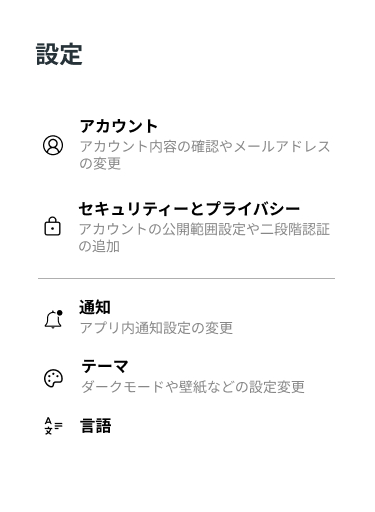 設定
アカウント
アカウント内容の確認やメールアドレス
の変更
セキュリティーとプライバシー
アカウントの公開範囲設定や二段階認証
の追加
通知
アプリ内通知設定の変更
テーマ
ダークモードや壁紙などの設定変更
言語